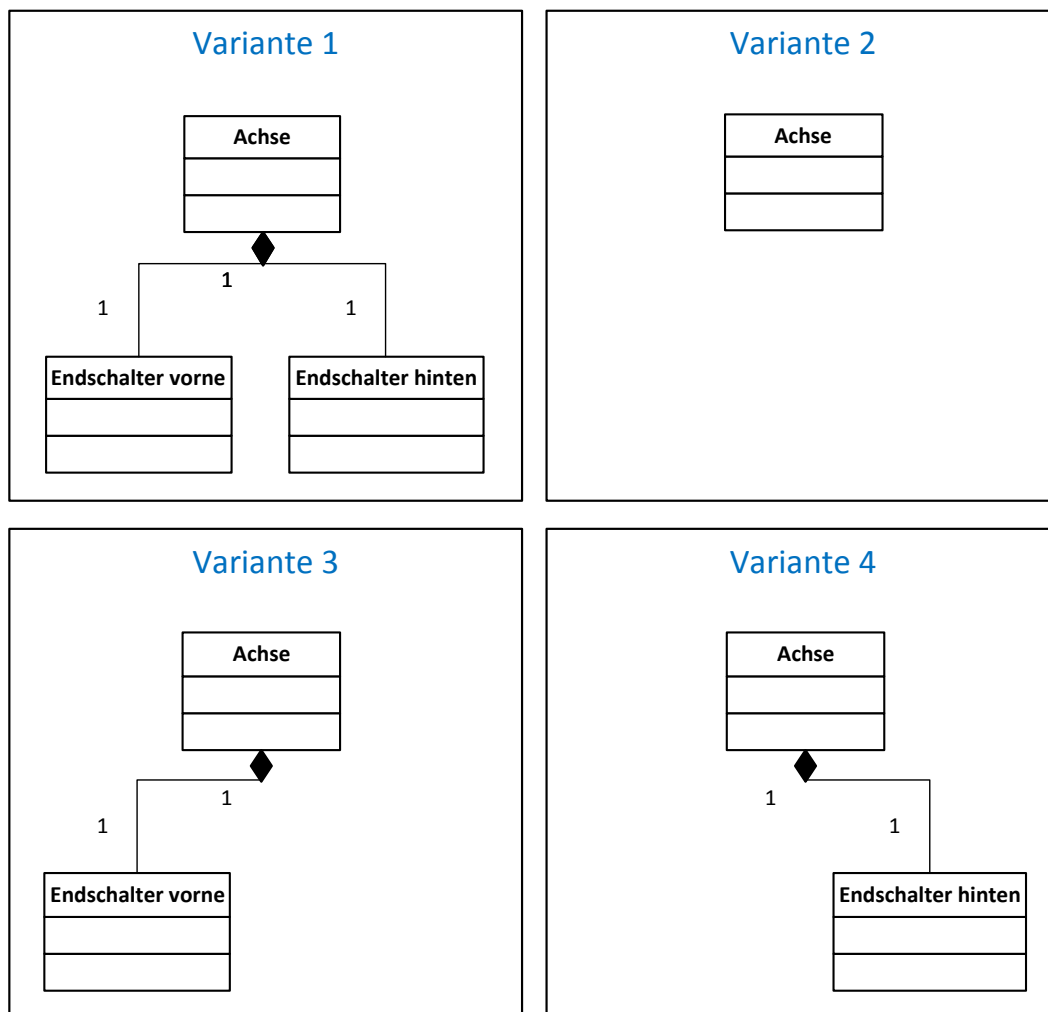 Variante 1
Achse
1
1
1
Endschalter vorne
Endschalter hinten
Variante 2
Achse
Variante 3
Achse
1
1
Endschalter vorne
Variante 4
Achse
1
1
Endschalter hinten